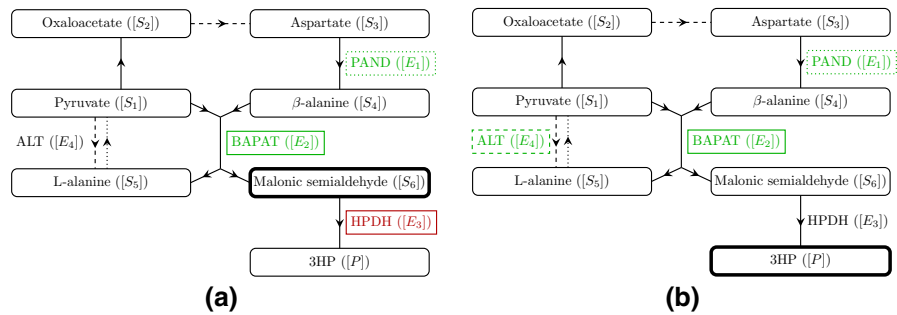 Oxaloacetate ([S₂])
Aspartate ([S₃])
PAND ([E₁])
Pyruvate ([S₁])
β-alanine ([S₄])
ALT ([E₄])
BAPAT ([E₂])
L-alanine ([S₅])
Malonic semialdehyde ([S₆])
HPDH ([E₃])
3HP ([P])
(a)
Oxaloacetate ([S₂])
Aspartate ([S₃])
PAND ([E₁])
Pyruvate ([S₁])
β-alanine ([S₄])
ALT ([E₄])
BAPAT ([E₂])
L-alanine ([S₅])
Malonic semialdehyde ([S₆])
HPDH ([E₃])
3HP ([P])
(b)